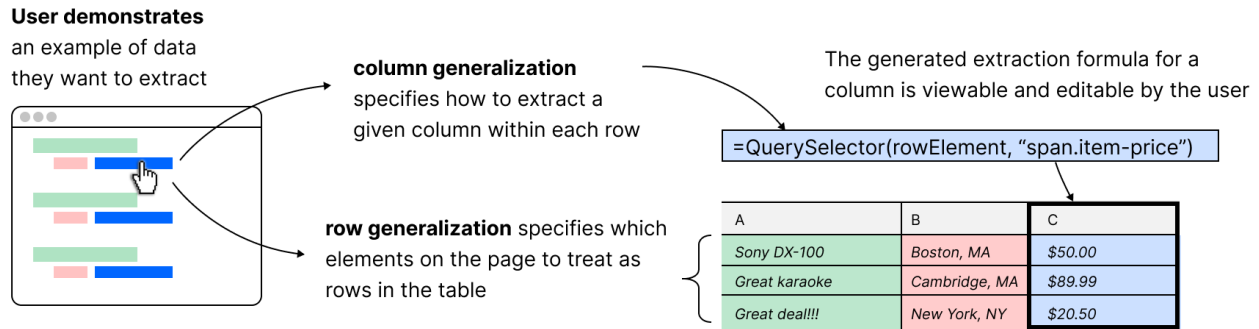 User demonstrates
an example of data
they want to extract
column generalization
specifies how to extract a
given column within each row
row generalization specifies which
elements on the page to treat as
rows in the table
The generated extraction formula for a
column is viewable and editable by the user
=QuerySelector(rowElement, “span.item-price”)
A B C
Sony DX-100 Boston, MA $50.00
Great karaoke Cambridge, MA $89.99
Great deal!!! New York, NY $20.50